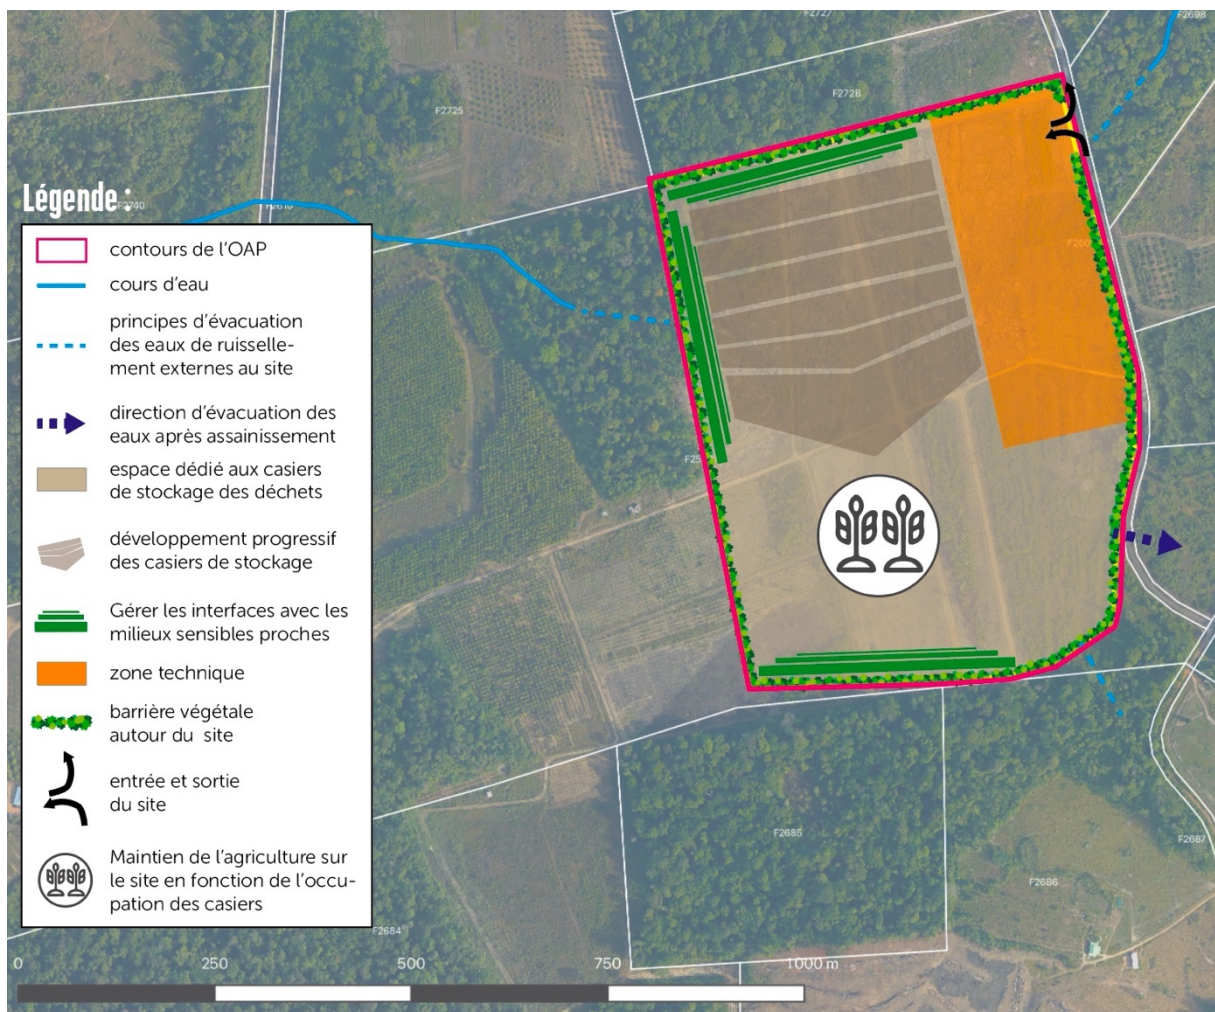 F2727
F2698
F2728
F2725
Légende :
F2740
contours de l'OAP
cours d'eau
principes d'évacuation
des eaux de ruisselle-
ment externes au site
direction d'évacuation des
eaux après assainissement
espace dédié aux casiers
de stockage des déchets
développement progressif
des casiers de stockage
Gérer les interfaces avec les
milieux sensibles proches
zone technique
barrière végétale
autour du site
entrée et sortie
du site
Maintien de l'agriculture sur
le site en fonction de l'occu-
pation des casiers
F2685
F2687
F2686
F2684
0 250 500 750 1000 m